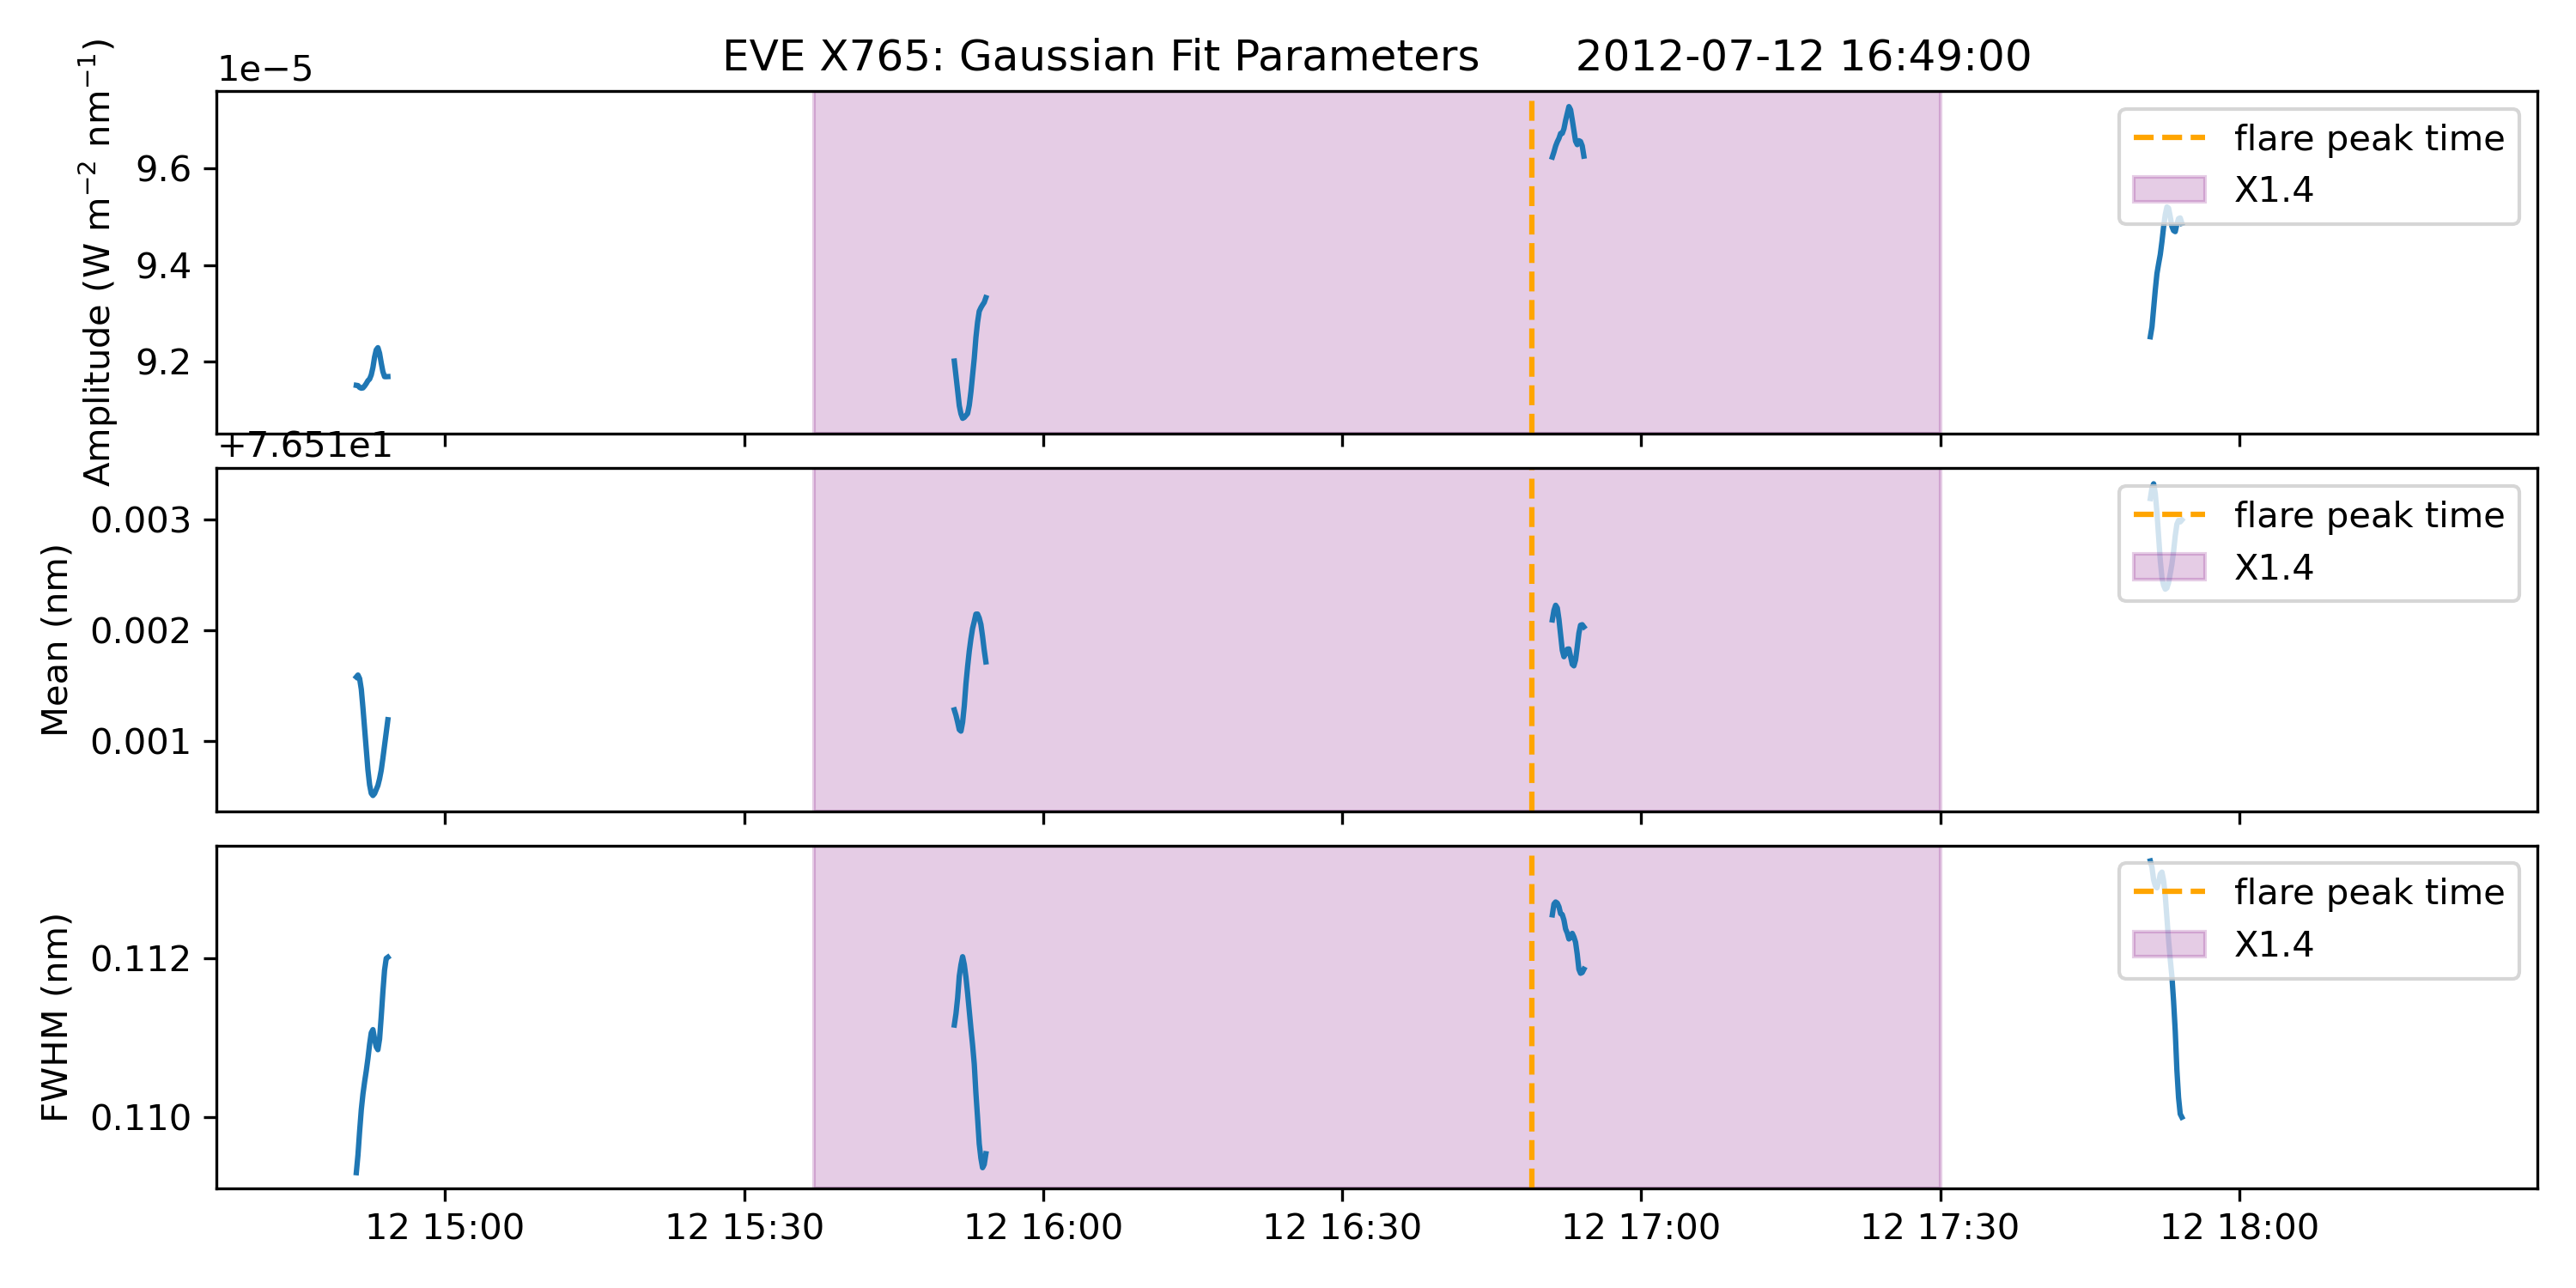 EVE X765: Gaussian Fit Parameters 2012-07-12 16:49:00
1e−5
Amplitude (W m⁻² nm⁻¹)
9.6
9.4
9.2
flare peak time
X1.4
+7.651e1
Mean (nm)
0.003
0.002
0.001
flare peak time
X1.4
FWHM (nm)
0.112
0.110
flare peak time
X1.4
12 15:00 12 15:30 12 16:00 12 16:30 12 17:00 12 17:30 12 18:00